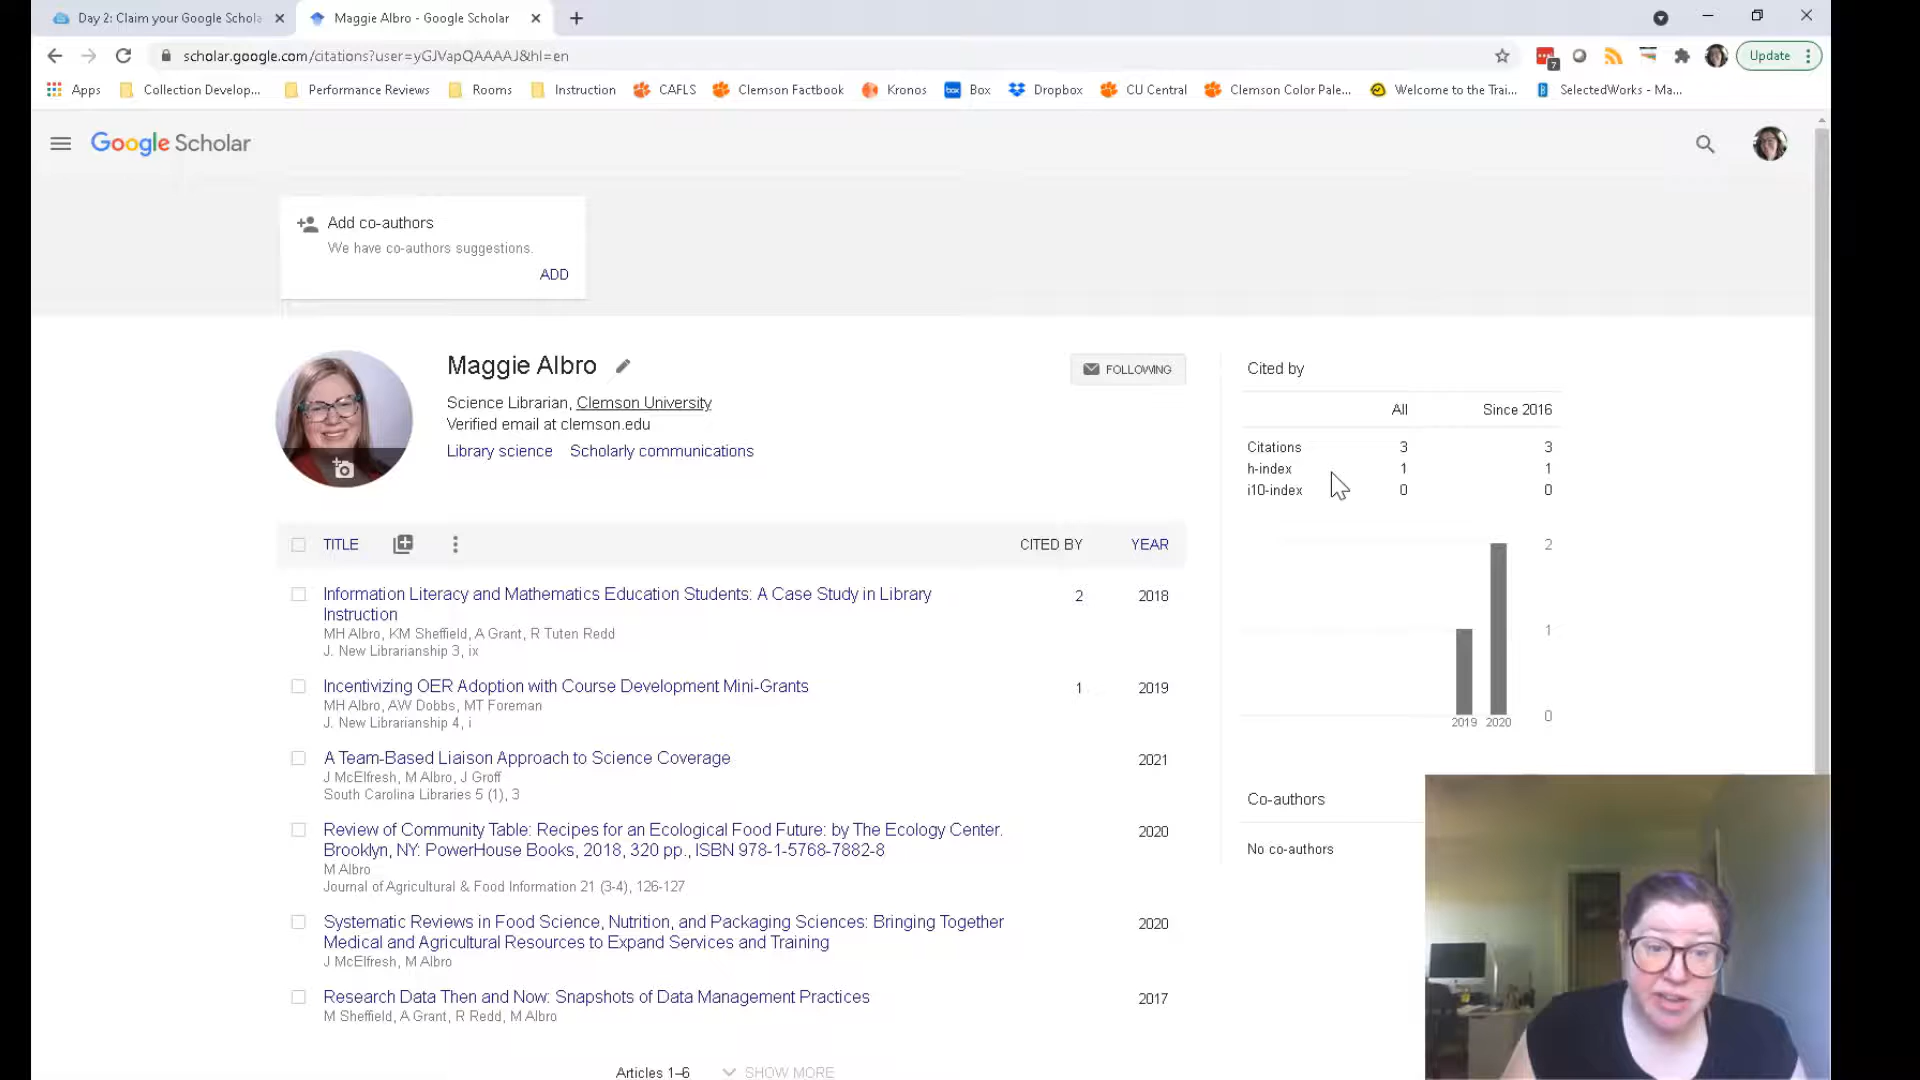 Day 2: Claim your Google Schola
Maggie Albro - Google Scholar
scholar.google.com/citations?user=yGJVapQAAAAJ&hl=en
Update
7
Apps
Collection Develop...
Performance Reviews
Rooms
Instruction
CAFLS
Clemson Factbook
Kronos
box
Box
Dropbox
CU Central
Clemson Color Pale...
Welcome to the Trai...
SelectedWorks - Ma...
Google Scholar
Add co-authors
We have co-authors suggestions.
ADD
Maggie Albro
FOLLOWING
Science Librarian, Clemson University
Verified email at clemson.edu
Library science Scholarly communications
Cited by
All Since 2016
Citations 3 3
h-index 1 1
i10-index 0 0
2
1
0
2019 2020
Co-authors
No co-authors
TITLE CITED BY YEAR
Information Literacy and Mathematics Education Students: A Case Study in Library 2 2018
Instruction
MH Albro, KM Sheffield, A Grant, R Tuten Redd
J. New Librarianship 3, ix
Incentivizing OER Adoption with Course Development Mini-Grants 1 2019
MH Albro, AW Dobbs, MT Foreman
J. New Librarianship 4, i
A Team-Based Liaison Approach to Science Coverage 2021
J McElfresh, M Albro, J Groff
South Carolina Libraries 5 (1), 3
Review of Community Table: Recipes for an Ecological Food Future: by The Ecology Center. 2020
Brooklyn, NY: PowerHouse Books, 2018, 320 pp., ISBN 978-1-5768-7882-8
M Albro
Journal of Agricultural & Food Information 21 (3-4), 126-127
Systematic Reviews in Food Science, Nutrition, and Packaging Sciences: Bringing Together 2020
Medical and Agricultural Resources to Expand Services and Training
J McElfresh, M Albro
Research Data Then and Now: Snapshots of Data Management Practices 2017
M Sheffield, A Grant, R Redd, M Albro
Articles 1–6 SHOW MORE